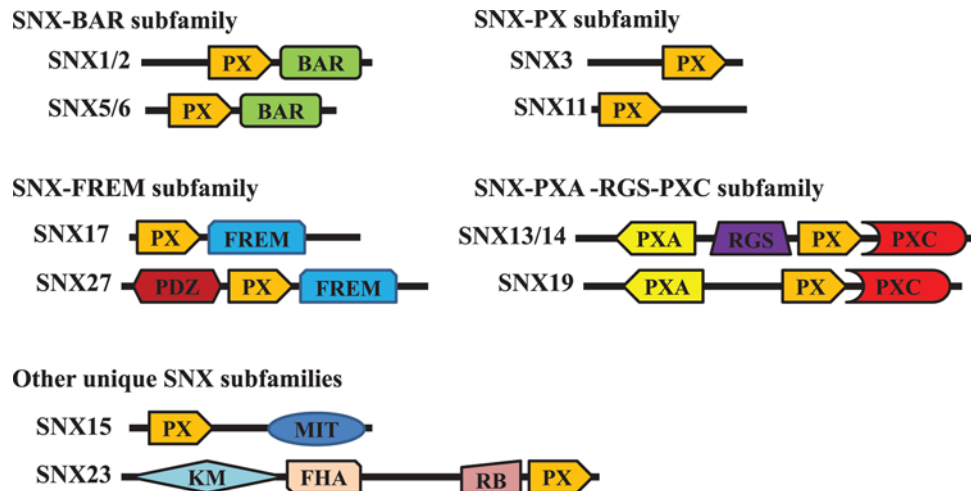 SNX-BAR subfamily
SNX1/2 PX BAR
SNX5/6 PX BAR
SNX-PX subfamily
SNX3 PX
SNX11 PX
SNX-FREM subfamily
SNX17 PX FREM
SNX27 PDZ PX FREM
SNX-PXA -RGS-PXC subfamily
SNX13/14 PXA RGS PX PXC
SNX19 PXA PX PXC
Other unique SNX subfamilies
SNX15 PX MIT
SNX23 KM FHA RB PX